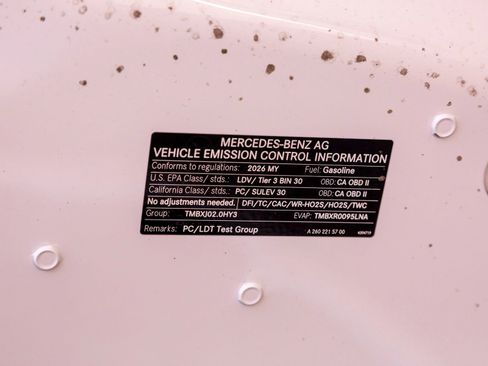 MERCEDES-BENZ AG
VEHICLE EMISSION CONTROL INFORMATION
Conforms to regulations: 2026 MY Fuel: Gasoline
U.S. EPA Class/ stds.: LDV/ Tier 3 BIN 30 OBD: CA OBD II
California Class/ stds.: PC/ SULEV 30 OBD: CA OBD II
No adjustments needed. DFI/TC/CAC/WR-HO2S/HO2S/TWC
Group: TMBXJ02.0HY3 EVAP: TMBXR0095LNA
Remarks: PC/LDT Test Group A 260 221 57 00